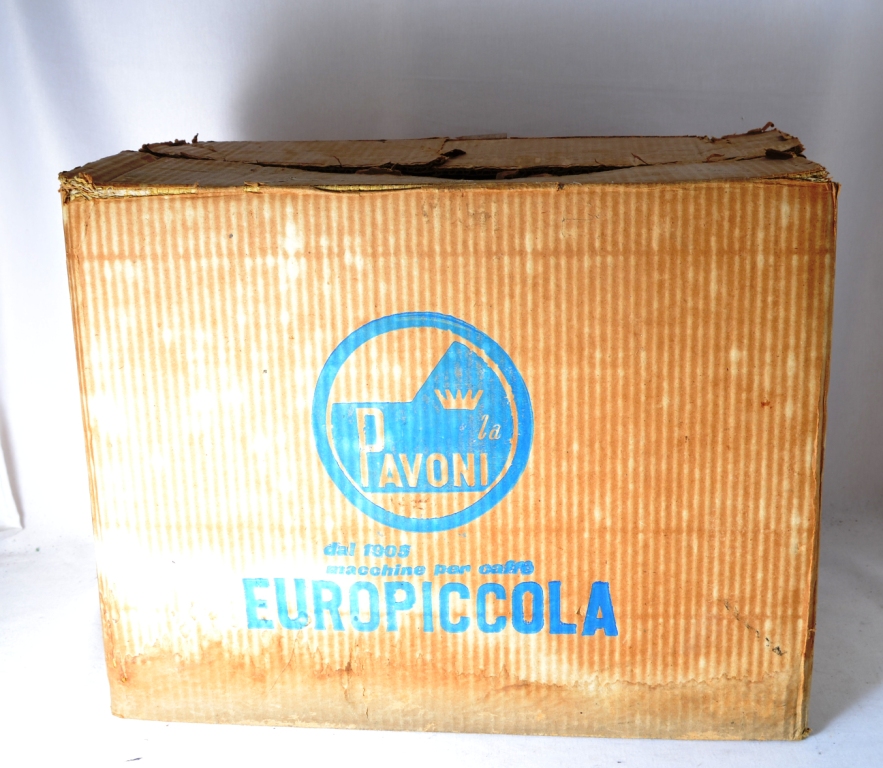 la
PAVONI
dal 1905
macchine per caffè
EUROPICCOLA